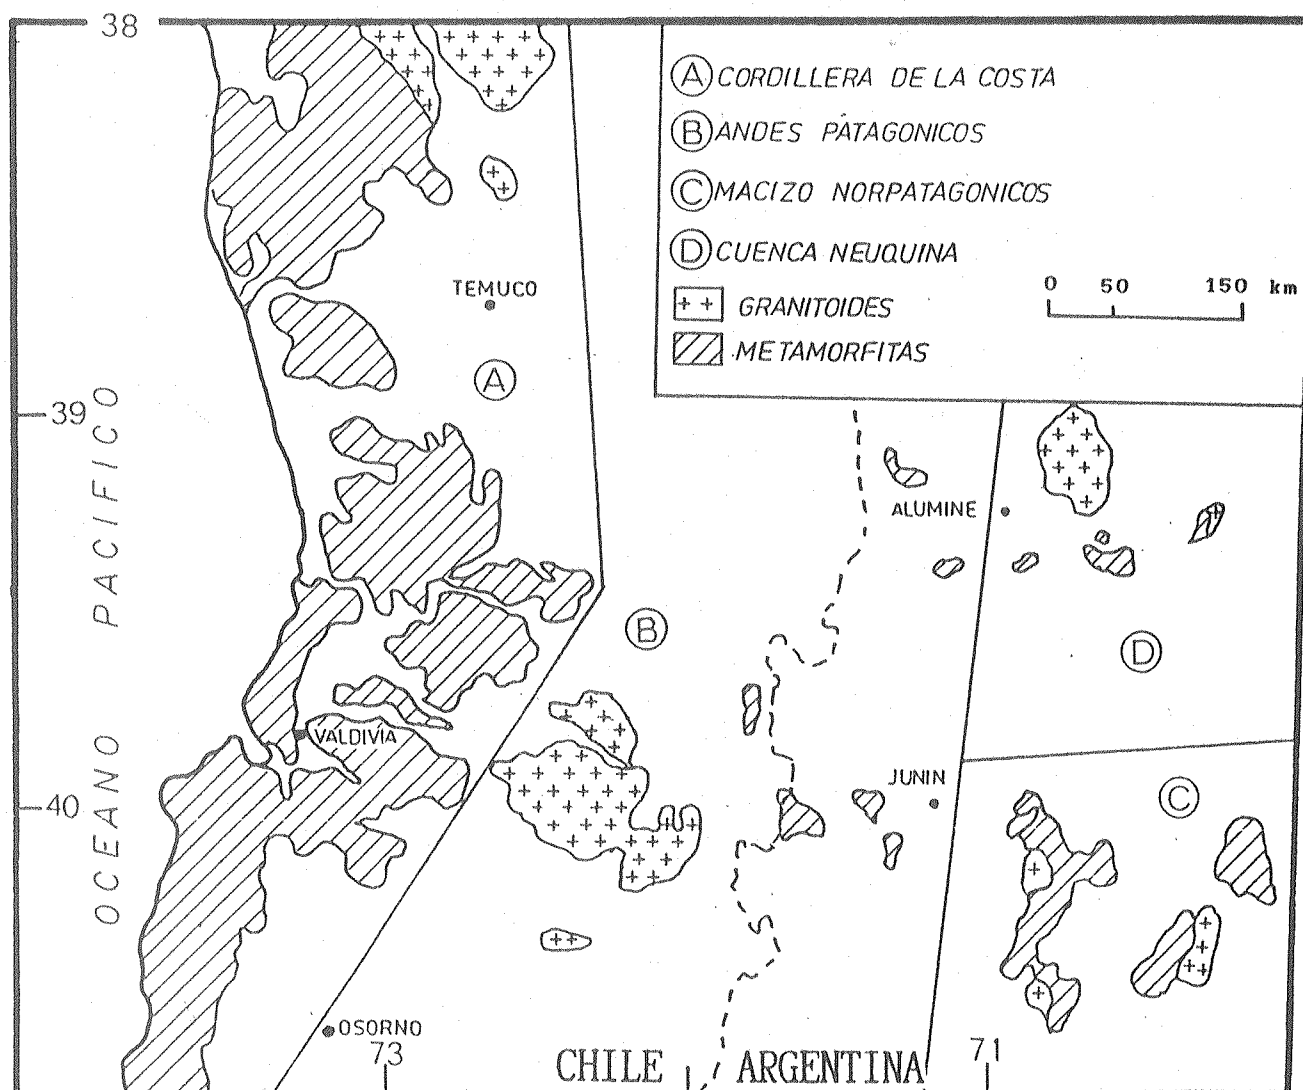 38
Ⓐ CORDILLERA DE LA COSTA
Ⓑ ANDES PATAGONICOS
Ⓒ MACIZO NORPATAGONICOS
Ⓓ CUENCA NEUQUINA
0 50 150 km
++ GRANITOIDES
METAMORFITAS
TEMUCO
A
39
OCEANO PACIFICO
ALUMINE
B
D
VALDIVIA
JUNIN
C
40
OSORNO
73
CHILE ARGENTINA
71